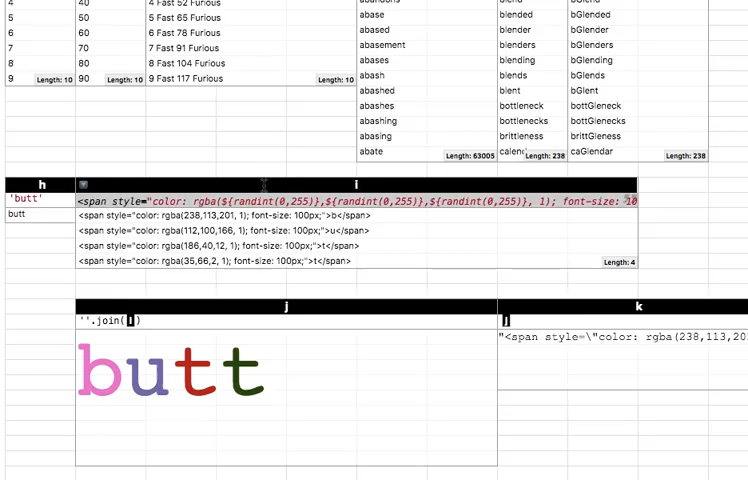 4 40 4 Fast 52 Furious abandons
5 50 5 Fast 65 Furious abase blended bGlended
6 60 6 Fast 78 Furious abased blender bGlender
7 70 7 Fast 91 Furious abasement blenders bGlenders
8 80 8 Fast 104 Furious abases blending bGlending
9 Length: 10 90 Length: 10 9 Fast 117 Furious Length: 10 abash blends bGlends
abashed blent bGlent
abashes bottleneck bottGleneck
abashing bottlenecks bottGlenecks
abasing brittleness brittGleness
abate Length: 63005 Length: 238 caGlendar Length: 238
h i
'butt' <span style="color: rgba(${randint(0,255)},${randint(0,255)},${randint(0,255)}, 1); font-size: 10
butt <span style="color: rgba(238,113,201, 1); font-size: 100px;">b</span>
<span style="color: rgba(112,100,166, 1); font-size: 100px;">u</span>
<span style="color: rgba(186,40,12, 1); font-size: 100px;">t</span>
<span style="color: rgba(35,66,2, 1); font-size: 100px;">t</span> Length: 4
j k
''.join(i) j
"<span style=\"color: rgba(238,113,201
butt